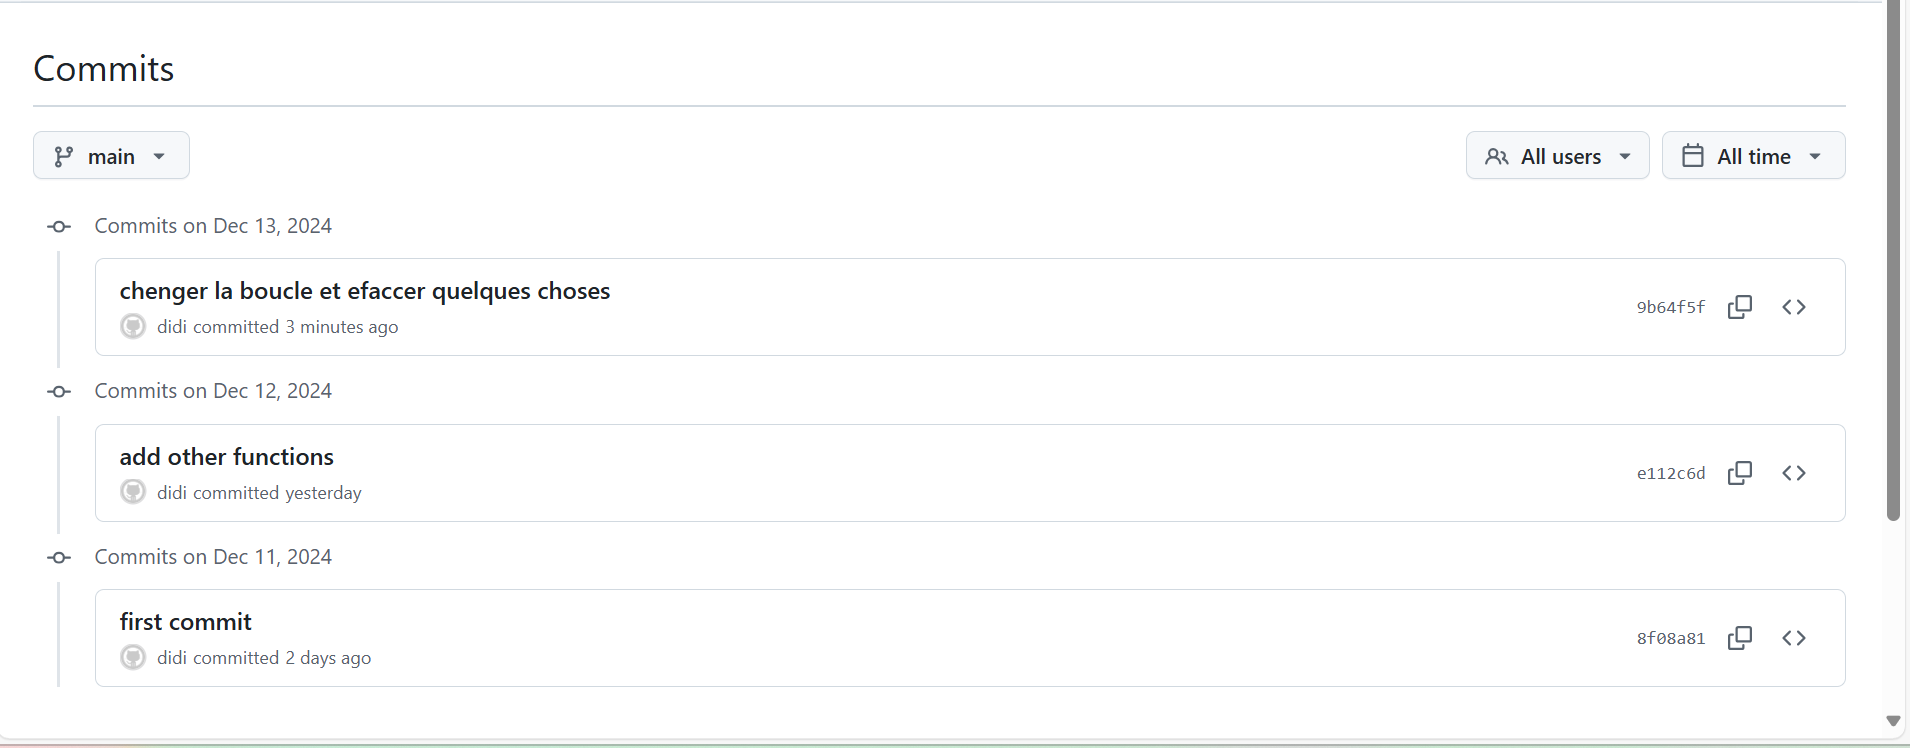 Commits
main
All users
All time
Commits on Dec 13, 2024
chenger la boucle et efaccer quelques choses
9b64f5f
didi committed 3 minutes ago
Commits on Dec 12, 2024
add other functions
e112c6d
didi committed yesterday
Commits on Dec 11, 2024
first commit
8f08a81
didi committed 2 days ago